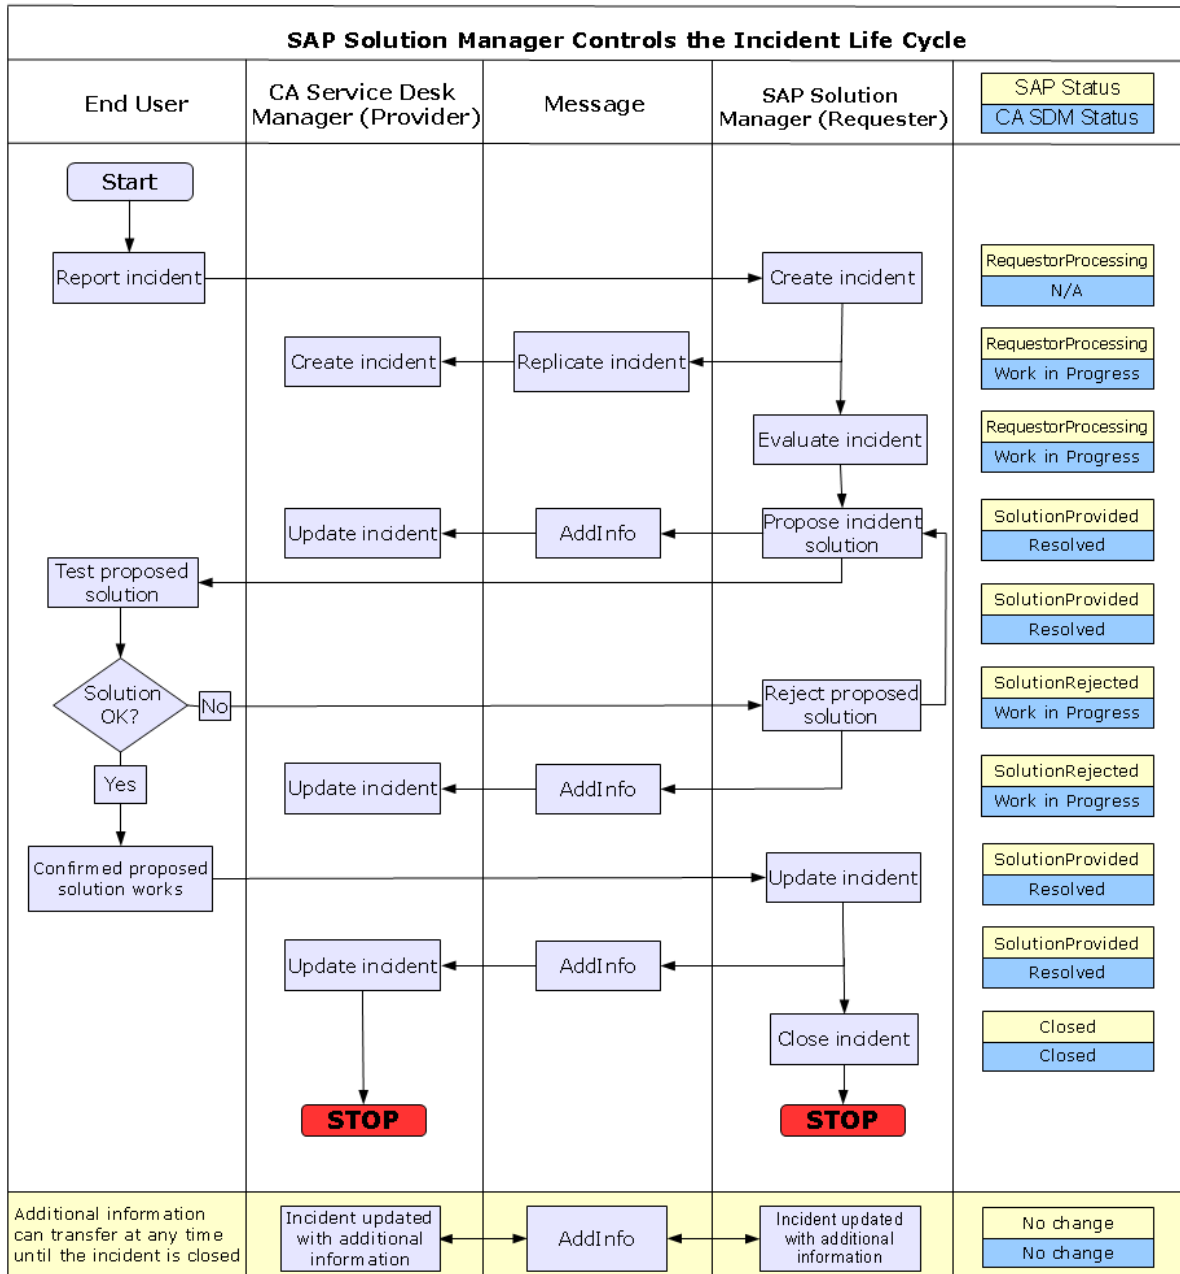 SAP Solution Manager Controls the Incident Life Cycle
End User
CA Service Desk
Manager (Provider)
Message
SAP Solution
Manager (Requester)
SAP Status
CA SDM Status
Start
Report incident
Create incident
RequestorProcessing
N/A
Create incident
Replicate incident
RequestorProcessing
Work in Progress
Evaluate incident
RequestorProcessing
Work in Progress
Update incident
AddInfo
Propose incident
solution
SolutionProvided
Resolved
Test proposed
solution
SolutionProvided
Resolved
Solution
OK?
No
Reject proposed
solution
SolutionRejected
Work in Progress
Yes
Update incident
AddInfo
SolutionRejected
Work in Progress
Confirmed proposed
solution works
Update incident
SolutionProvided
Resolved
Update incident
AddInfo
SolutionProvided
Resolved
Close incident
Closed
Closed
STOP
STOP
Additional information
can transfer at any time
until the incident is closed
Incident updated
with additional
information
AddInfo
Incident updated
with additional
information
No change
No change